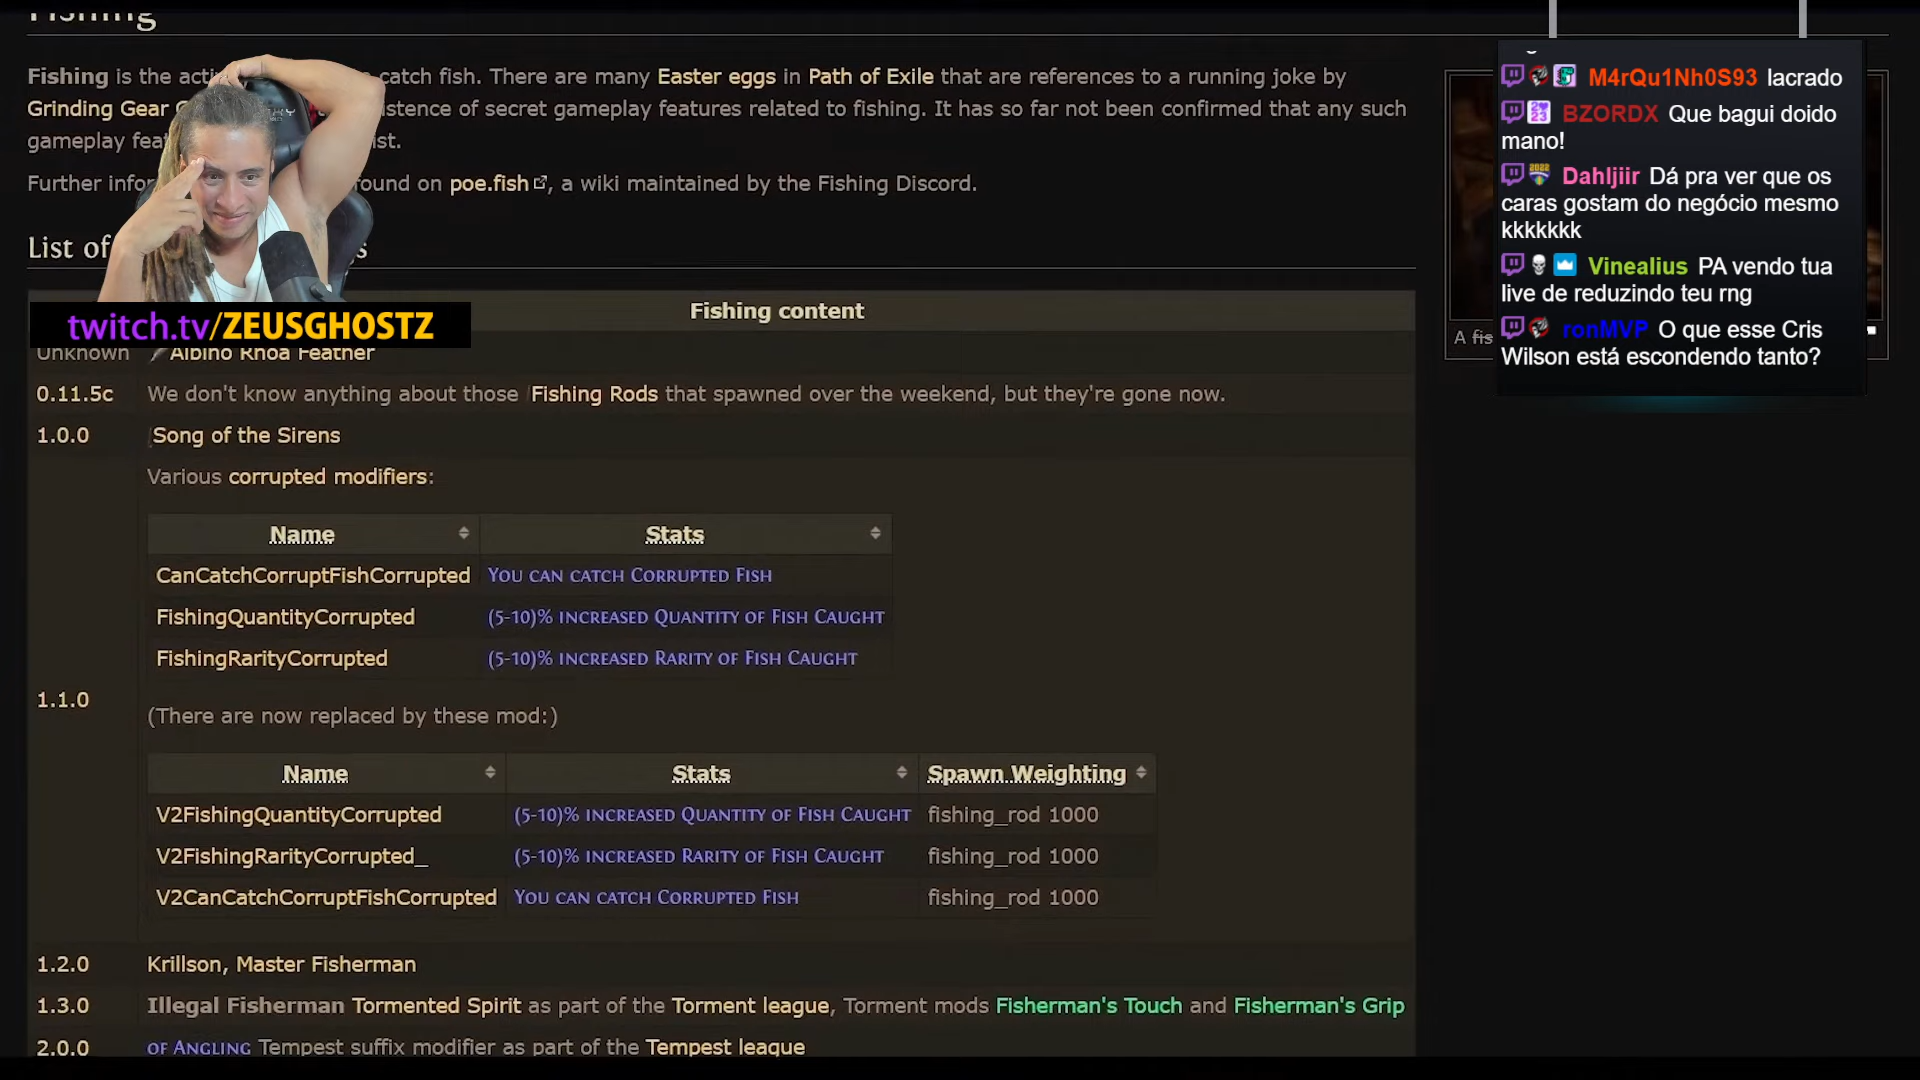 Fishing
Fishing is the acti catch fish. There are many Easter eggs in Path of Exile that are references to a running joke by
Grinding Gear G istence of secret gameplay features related to fishing. It has so far not been confirmed that any such
gameplay feat ist.
Further infor found on poe.fish, a wiki maintained by the Fishing Discord.
List of s
twitch.tv/ZEUSGHOSTZ
Fishing content
Unknown Albino Rhoa Feather
0.11.5c We don't know anything about those Fishing Rods that spawned over the weekend, but they're gone now.
1.0.0 Song of the Sirens
Various corrupted modifiers:
Name Stats
CanCatchCorruptFishCorrupted You can catch Corrupted Fish
FishingQuantityCorrupted (5-10)% increased Quantity of Fish Caught
FishingRarityCorrupted (5-10)% increased Rarity of Fish Caught
1.1.0
(There are now replaced by these mod:)
Name Stats Spawn Weighting
V2FishingQuantityCorrupted (5-10)% increased Quantity of Fish Caught fishing_rod 1000
V2FishingRarityCorrupted_ (5-10)% increased Rarity of Fish Caught fishing_rod 1000
V2CanCatchCorruptFishCorrupted You can catch Corrupted Fish fishing_rod 1000
1.2.0 Krillson, Master Fisherman
1.3.0 Illegal Fisherman Tormented Spirit as part of the Torment league, Torment mods Fisherman's Touch and Fisherman's Grip
2.0.0 of Angling Tempest suffix modifier as part of the Tempest league
M4rQu1Nh0S93 lacrado
BZORDX Que bagui doido
mano!
Dahljiir Dá pra ver que os
caras gostam do negócio mesmo
kkkkkkk
Vinealius PA vendo tua
live de reduzindo teu rng
ronMVP O que esse Cris
Wilson está escondendo tanto?
A fis